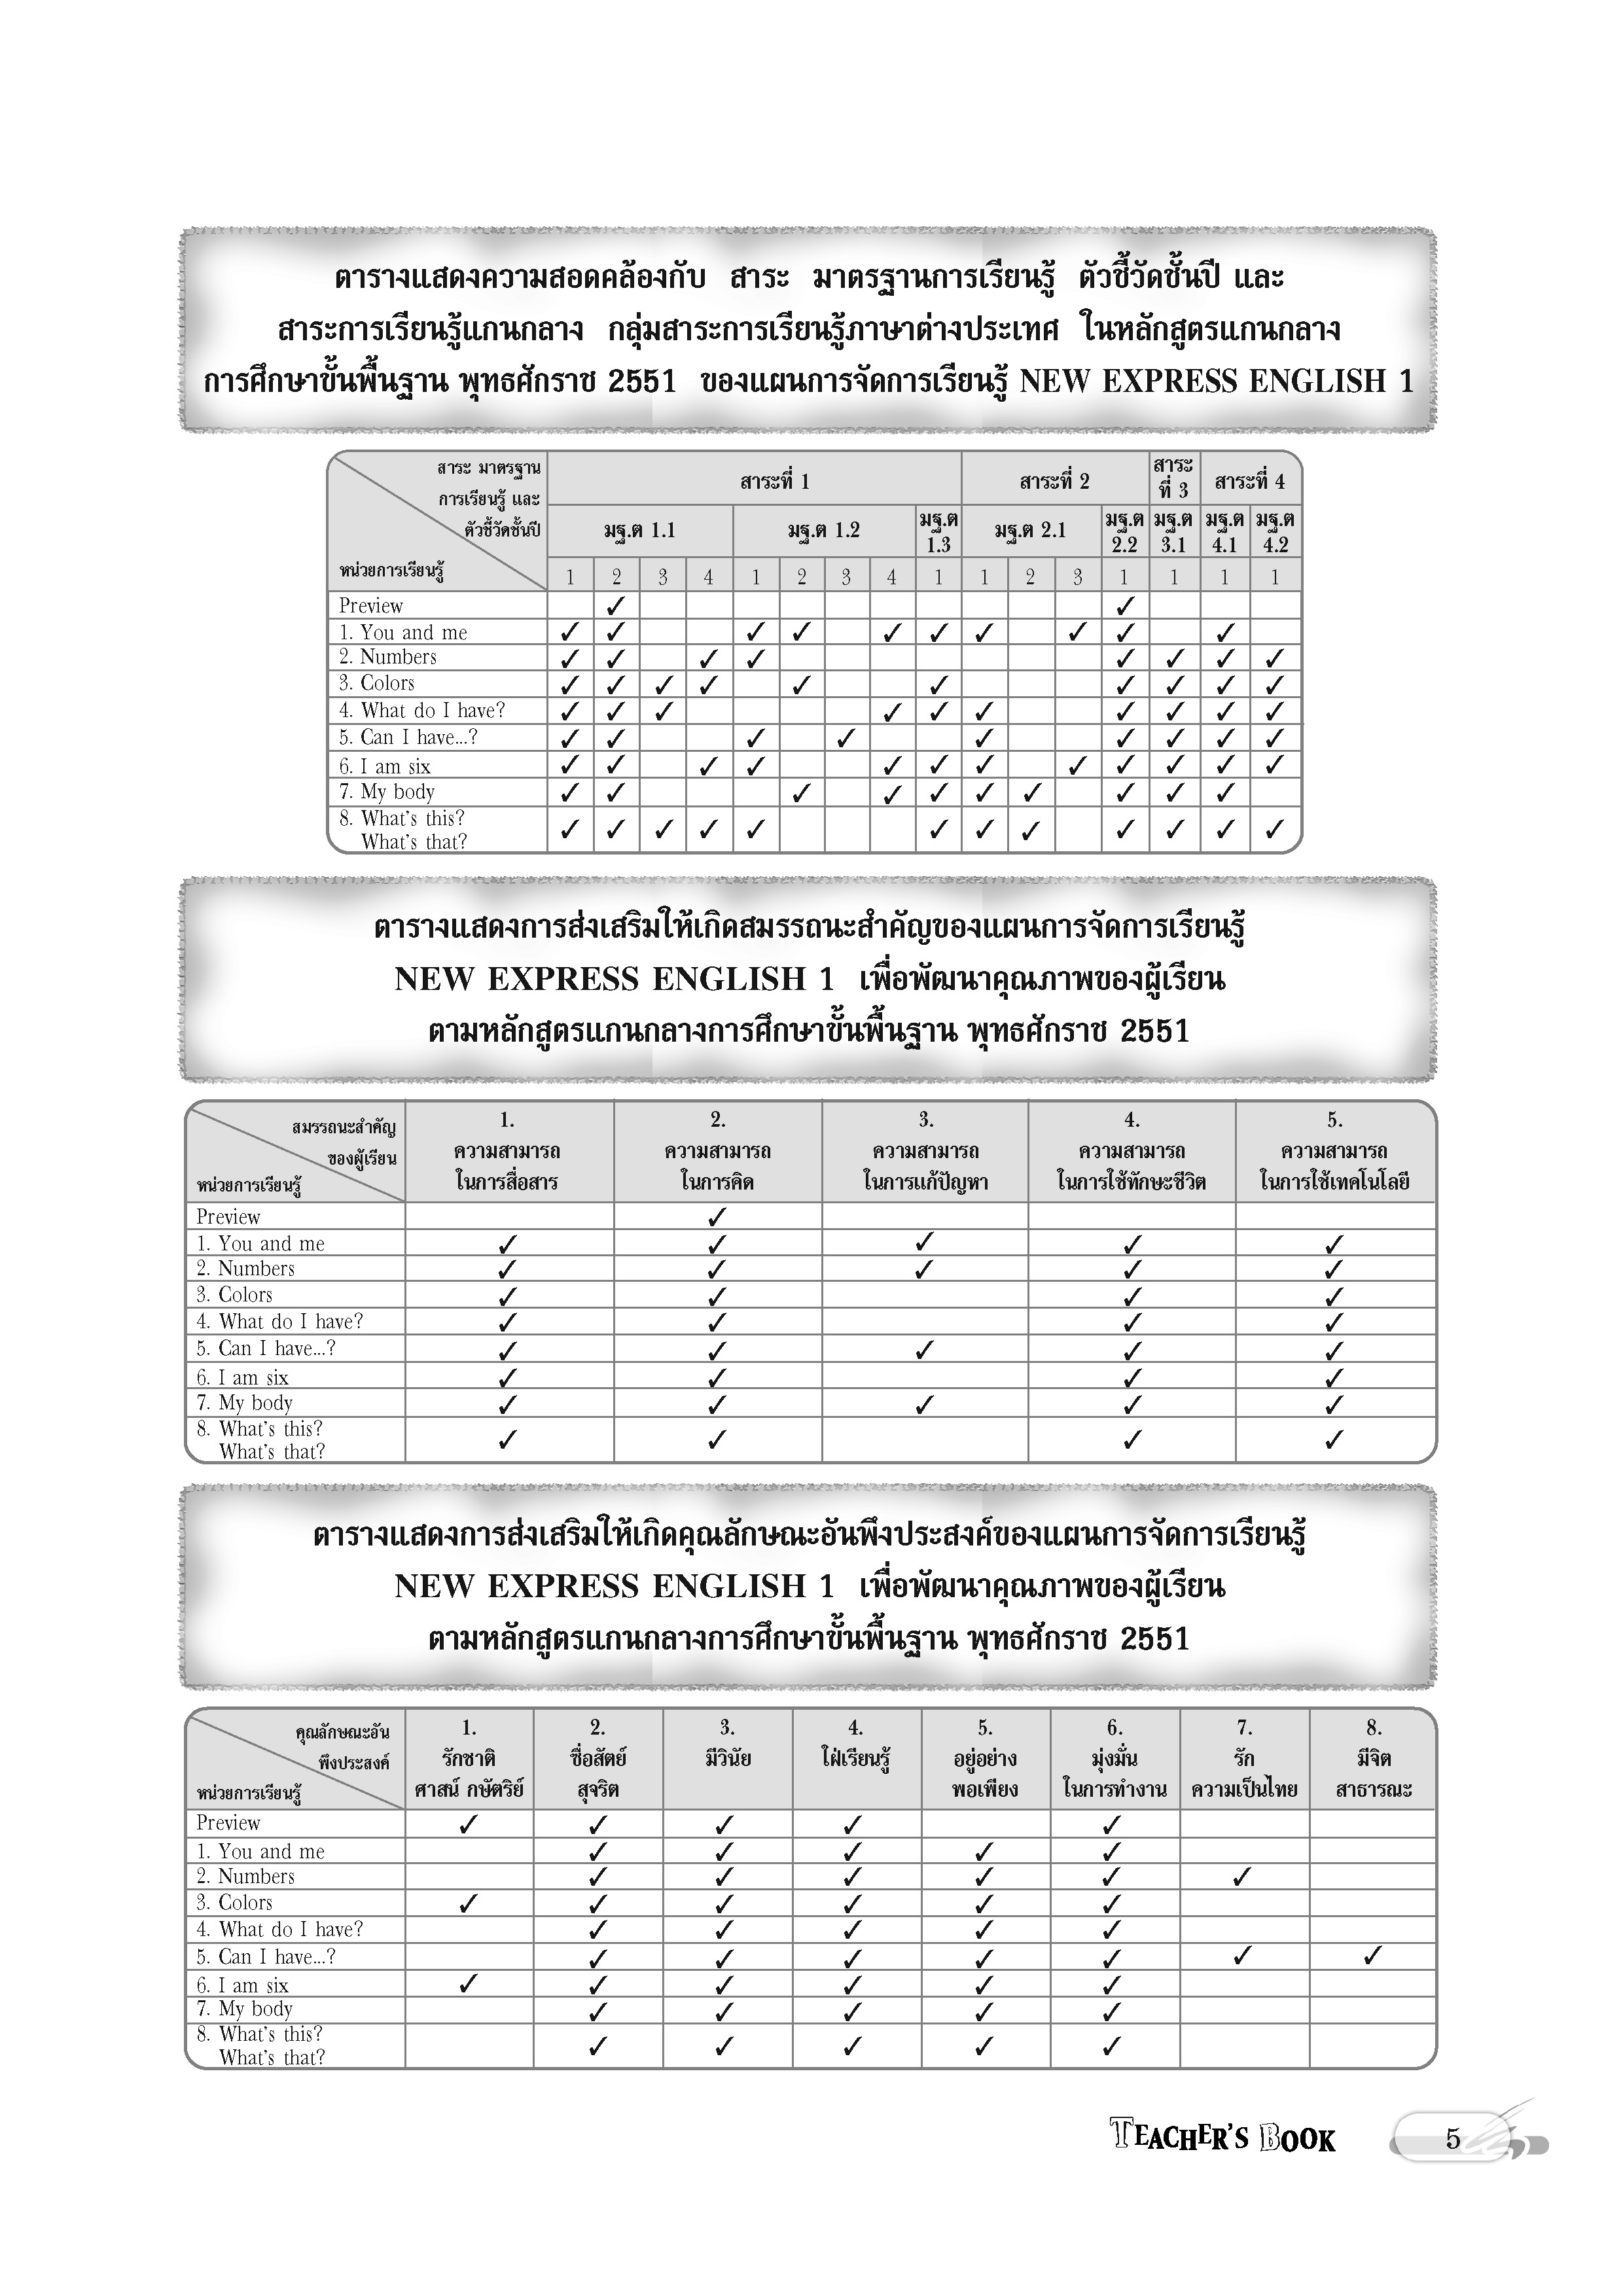 ตารางแสดงความสอดคล้องกับ สาระ มาตรฐานการเรียนรู้ ตัวชี้วัดชั้นปี และ
สาระการเรียนรู้แกนกลาง กลุ่มสาระการเรียนรู้ภาษาต่างประเทศ ในหลักสูตรแกนกลาง
การศึกษาขั้นพื้นฐาน พุทธศักราช 2551 ของแผนการจัดการเรียนรู้ NEW EXPRESS ENGLISH 1
สาระ มาตรฐาน
การเรียนรู้ และ
ตัวชี้วัดชั้นปี
หน่วยการเรียนรู้
สาระที่ 1 สาระที่ 2 สาระที่ 3 สาระที่ 4
มฐ.ต 1.1 มฐ.ต 1.2 มฐ.ต 1.3 มฐ.ต 2.1 มฐ.ต 2.2 มฐ.ต 3.1 มฐ.ต 4.1 มฐ.ต 4.2
1 2 3 4 1 2 3 4 1 1 2 3 1 1 1 1
Preview ✓ ✓
1. You and me ✓ ✓ ✓ ✓ ✓ ✓ ✓ ✓ ✓ ✓
2. Numbers ✓ ✓ ✓ ✓ ✓ ✓ ✓ ✓
3. Colors ✓ ✓ ✓ ✓ ✓ ✓ ✓ ✓ ✓ ✓
4. What do I have? ✓ ✓ ✓ ✓ ✓ ✓ ✓ ✓ ✓ ✓
5. Can I have...? ✓ ✓ ✓ ✓ ✓ ✓ ✓ ✓ ✓
6. I am six ✓ ✓ ✓ ✓ ✓ ✓ ✓ ✓ ✓ ✓ ✓ ✓
7. My body ✓ ✓ ✓ ✓ ✓ ✓ ✓ ✓ ✓ ✓
8. What's this?
What's that? ✓ ✓ ✓ ✓ ✓ ✓ ✓ ✓ ✓ ✓ ✓ ✓
ตารางแสดงการส่งเสริมให้เกิดสมรรถนะสำคัญของแผนการจัดการเรียนรู้
NEW EXPRESS ENGLISH 1 เพื่อพัฒนาคุณภาพของผู้เรียน
ตามหลักสูตรแกนกลางการศึกษาขั้นพื้นฐาน พุทธศักราช 2551
สมรรถนะสำคัญ
ของผู้เรียน
หน่วยการเรียนรู้
1. 2. 3. 4. 5.
ความสามารถ ความสามารถ ความสามารถ ความสามารถ ความสามารถ
ในการสื่อสาร ในการคิด ในการแก้ปัญหา ในการใช้ทักษะชีวิต ในการใช้เทคโนโลยี
Preview ✓
1. You and me ✓ ✓ ✓ ✓ ✓
2. Numbers ✓ ✓ ✓ ✓ ✓
3. Colors ✓ ✓ ✓ ✓
4. What do I have? ✓ ✓ ✓ ✓
5. Can I have...? ✓ ✓ ✓ ✓ ✓
6. I am six ✓ ✓ ✓ ✓
7. My body ✓ ✓ ✓ ✓ ✓
8. What's this?
What's that? ✓ ✓ ✓ ✓
ตารางแสดงการส่งเสริมให้เกิดคุณลักษณะอันพึงประสงค์ของแผนการจัดการเรียนรู้
NEW EXPRESS ENGLISH 1 เพื่อพัฒนาคุณภาพของผู้เรียน
ตามหลักสูตรแกนกลางการศึกษาขั้นพื้นฐาน พุทธศักราช 2551
คุณลักษณะอัน
พึงประสงค์
หน่วยการเรียนรู้
1. 2. 3. 4. 5. 6. 7. 8.
รักชาติ ซื่อสัตย์ มีวินัย ใฝ่เรียนรู้ อยู่อย่าง มุ่งมั่น รัก มีจิต
ศาสน์ กษัตริย์ สุจริต พอเพียง ในการทำงาน ความเป็นไทย สาธารณะ
Preview ✓ ✓ ✓ ✓ ✓
1. You and me ✓ ✓ ✓ ✓ ✓
2. Numbers ✓ ✓ ✓ ✓ ✓ ✓
3. Colors ✓ ✓ ✓ ✓ ✓ ✓
4. What do I have? ✓ ✓ ✓ ✓ ✓
5. Can I have...? ✓ ✓ ✓ ✓ ✓ ✓ ✓
6. I am six ✓ ✓ ✓ ✓ ✓ ✓
7. My body ✓ ✓ ✓ ✓ ✓
8. What's this?
What's that? ✓ ✓ ✓ ✓ ✓
TEACHER'S BOOK 5